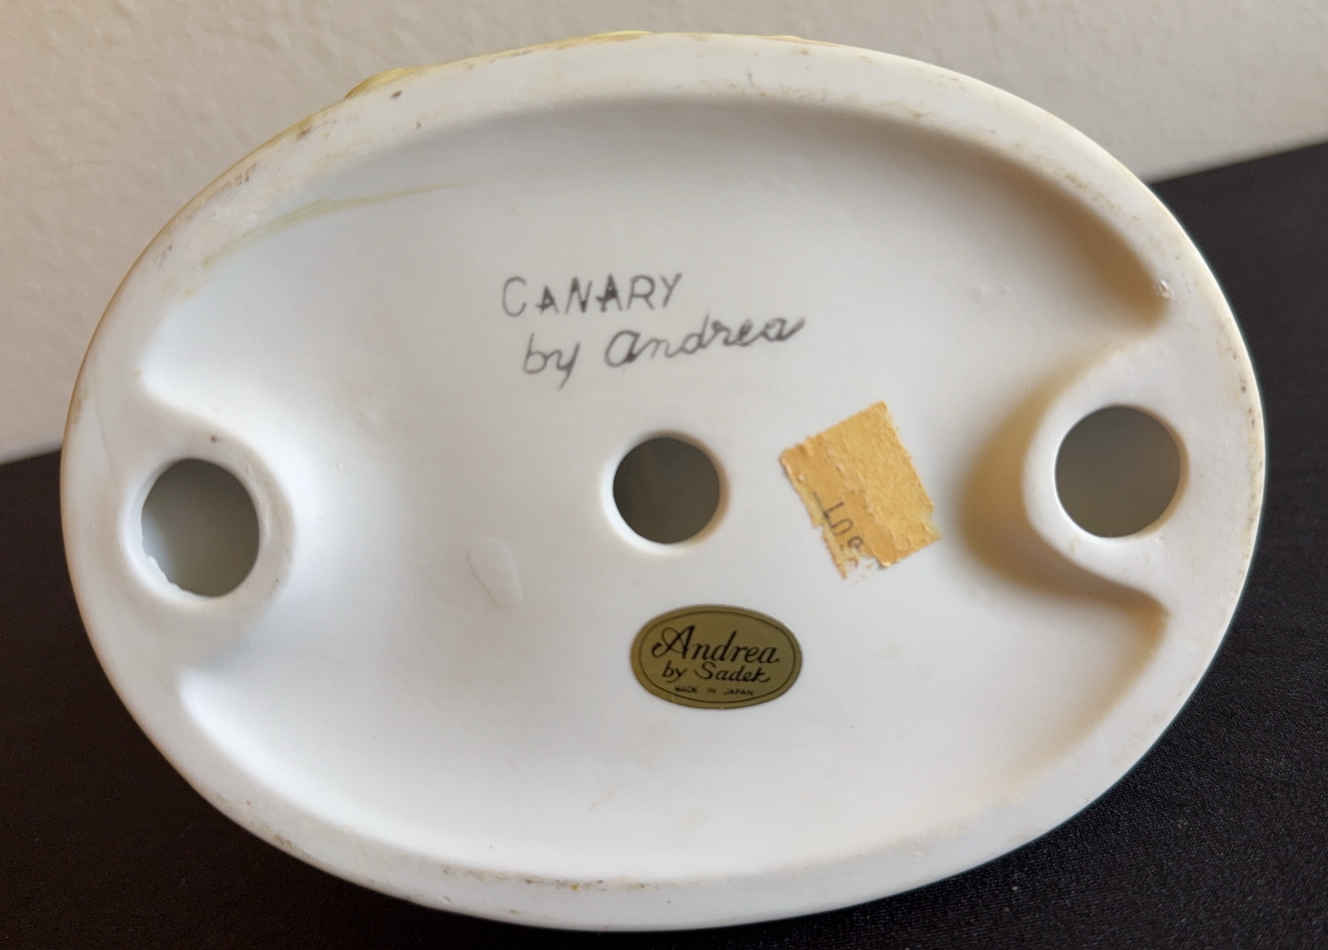 CANARY
by Andrea
Andrea
by Sadek
MADE IN JAPAN